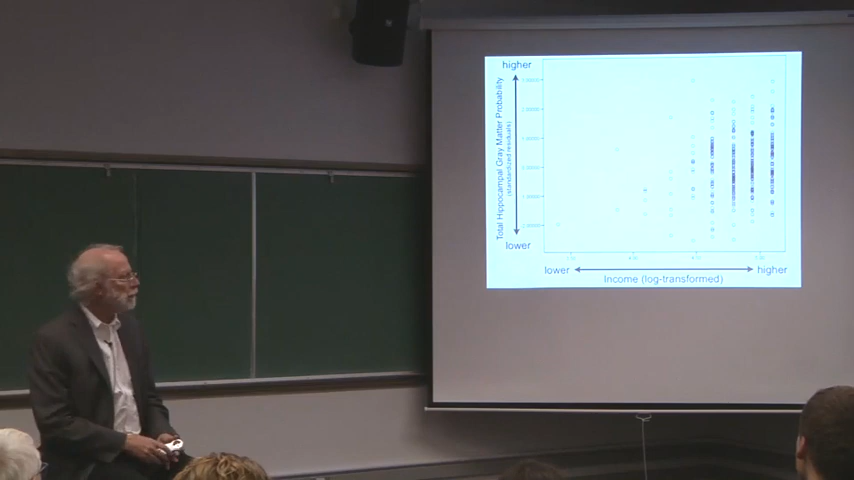 higher
Total Hippocampal Gray Matter Probability
(standardized residuals)
lower
lower
higher
Income (log-transformed)